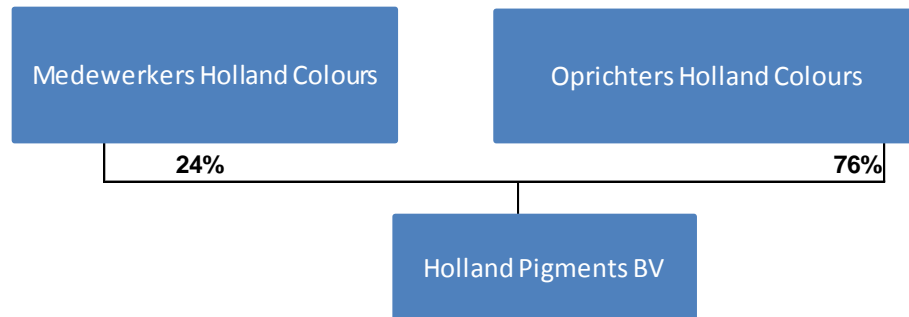 Medewerkers Holland Colours
Oprichters Holland Colours
24%
76%
Holland Pigments BV